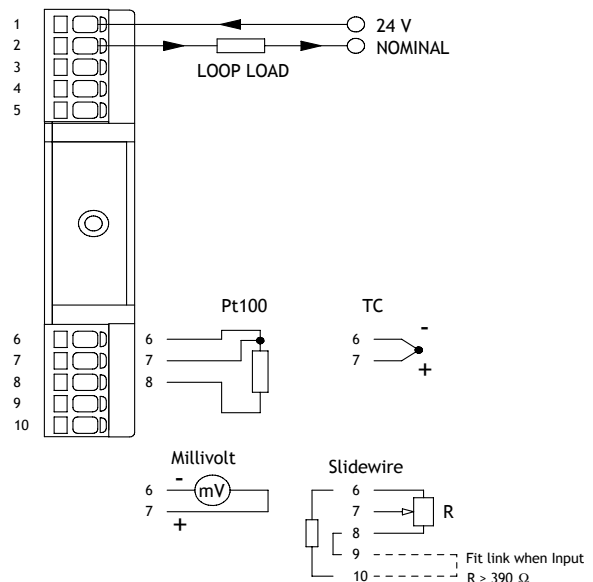 1
2
3
4
5
24 V
NOMINAL
LOOP LOAD
6
7
8
9
10
Pt100
6
7
8
TC
6 -
7 +
Millivolt
6 -
mV
7 +
Slidewire
6
7 R
8
9
10
Fit link when Input
R > 390 Ω